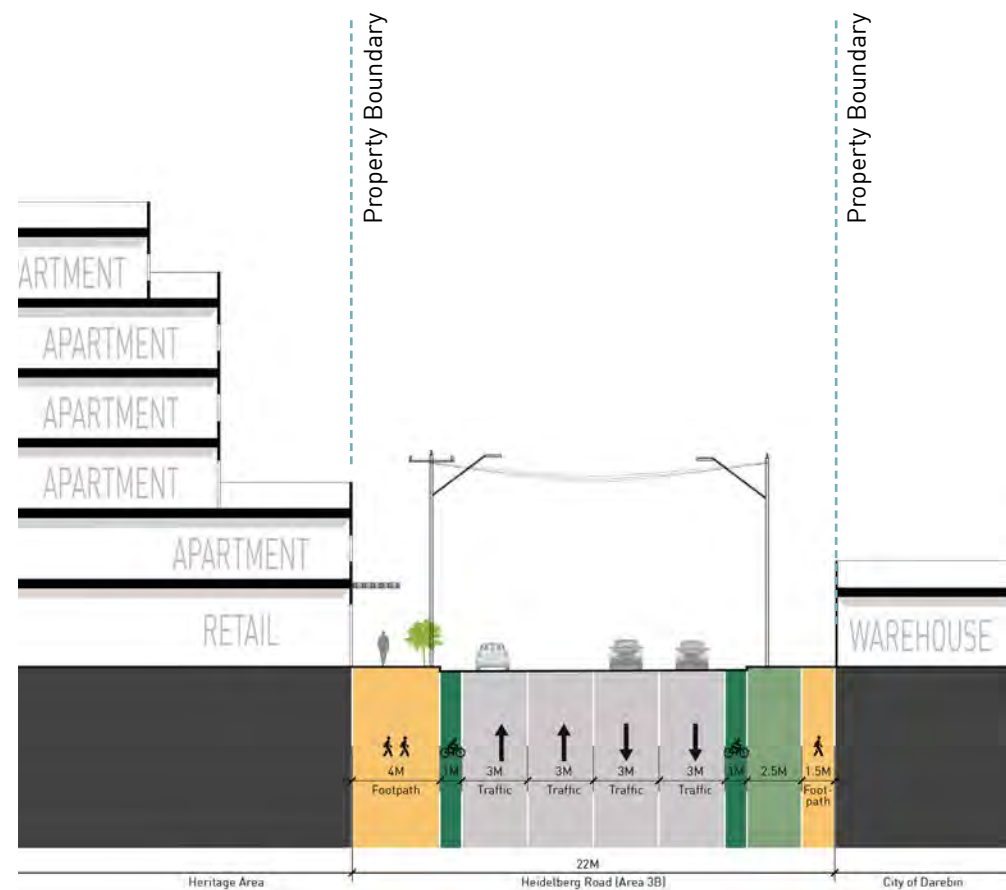 Property Boundary
Property Boundary
PARTMENT
APARTMENT
APARTMENT
APARTMENT
APARTMENT
RETAIL
WAREHOUSE
4M
1M
3M
3M
3M
3M
1M
2.5M
1.5M
Footpath
Traffic
Traffic
Traffic
Traffic
Foot-
path
22M
Heritage Area
Heidelberg Road (Area 3B)
City of Darebin